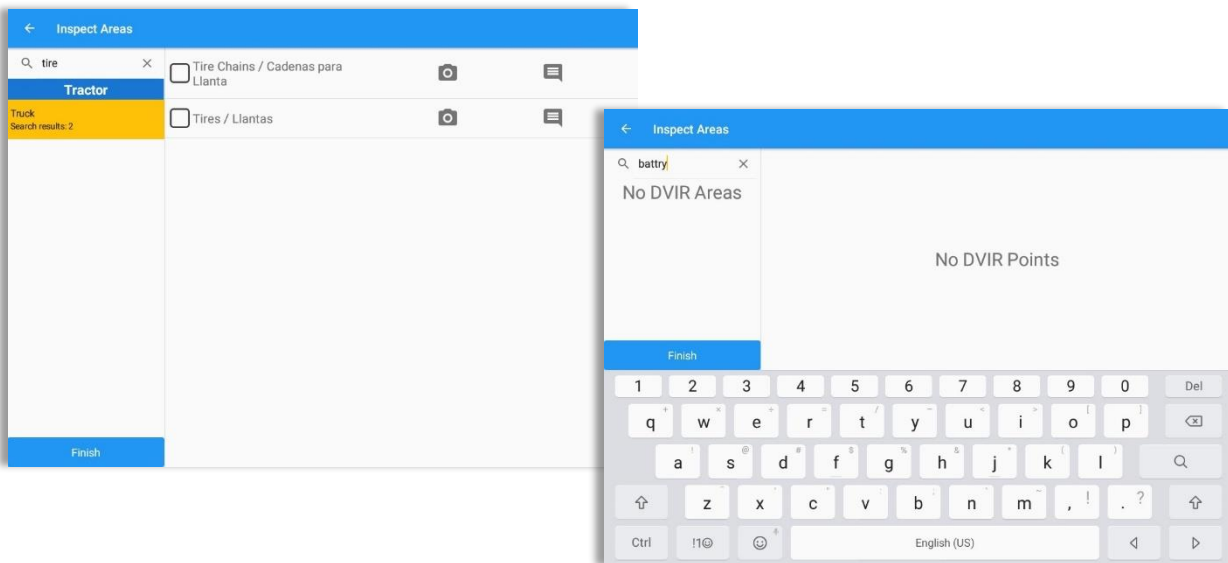 Inspect Areas
tire
Tractor
Truck
Search results: 2
Tire Chains / Cadenas para
Llanta
Tires / Llantas
Finish
Inspect Areas
battry
No DVIR Areas
No DVIR Points
Finish
1 2 3 4 5 6 7 8 9 0 Del
q w e r t y u i o p
a s d f g h j k l
z x c v b n m , ! . ?
Ctrl !1☺ English (US)